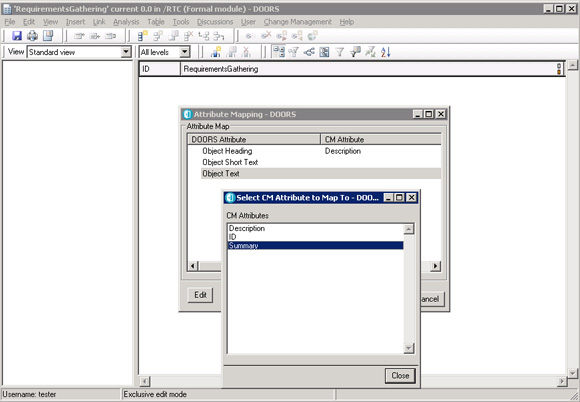 'RequirementsGathering' current 0.0 in /RTC (Formal module) - DOORS
File Edit View Insert Link Analysis Table Tools Discussions User Change Management Help
View Standard view All levels
ID RequirementsGathering
Attribute Mapping - DOORS
Attribute Map
DOORS Attribute CM Attribute
Object Heading Description
Object Short Text
Object Text
Select CM Attribute to Map To - DOO...
CM Attributes
Description
ID
Summary
Edit ancel
Close
Username: tester Exclusive edit mode